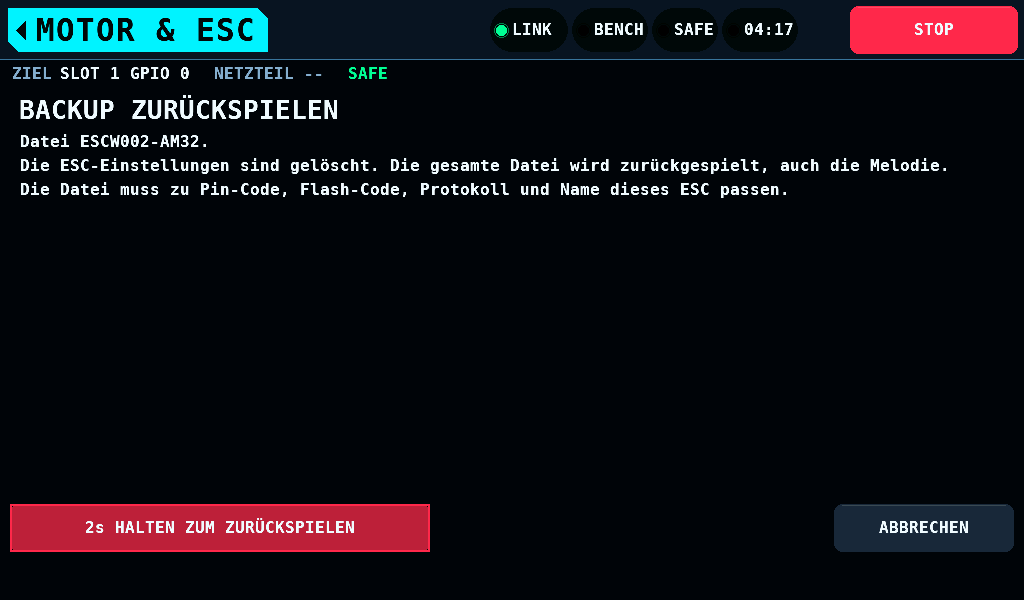 MOTOR & ESC
LINK BENCH SAFE 04:17 STOP
ZIEL SLOT 1 GPIO 0 NETZTEIL -- SAFE
BACKUP ZURÜCKSPIELEN
Datei ESCW002-AM32.
Die ESC-Einstellungen sind gelöscht. Die gesamte Datei wird zurückgespielt, auch die Melodie.
Die Datei muss zu Pin-Code, Flash-Code, Protokoll und Name dieses ESC passen.
2s HALTEN ZUM ZURÜCKSPIELEN ABBRECHEN